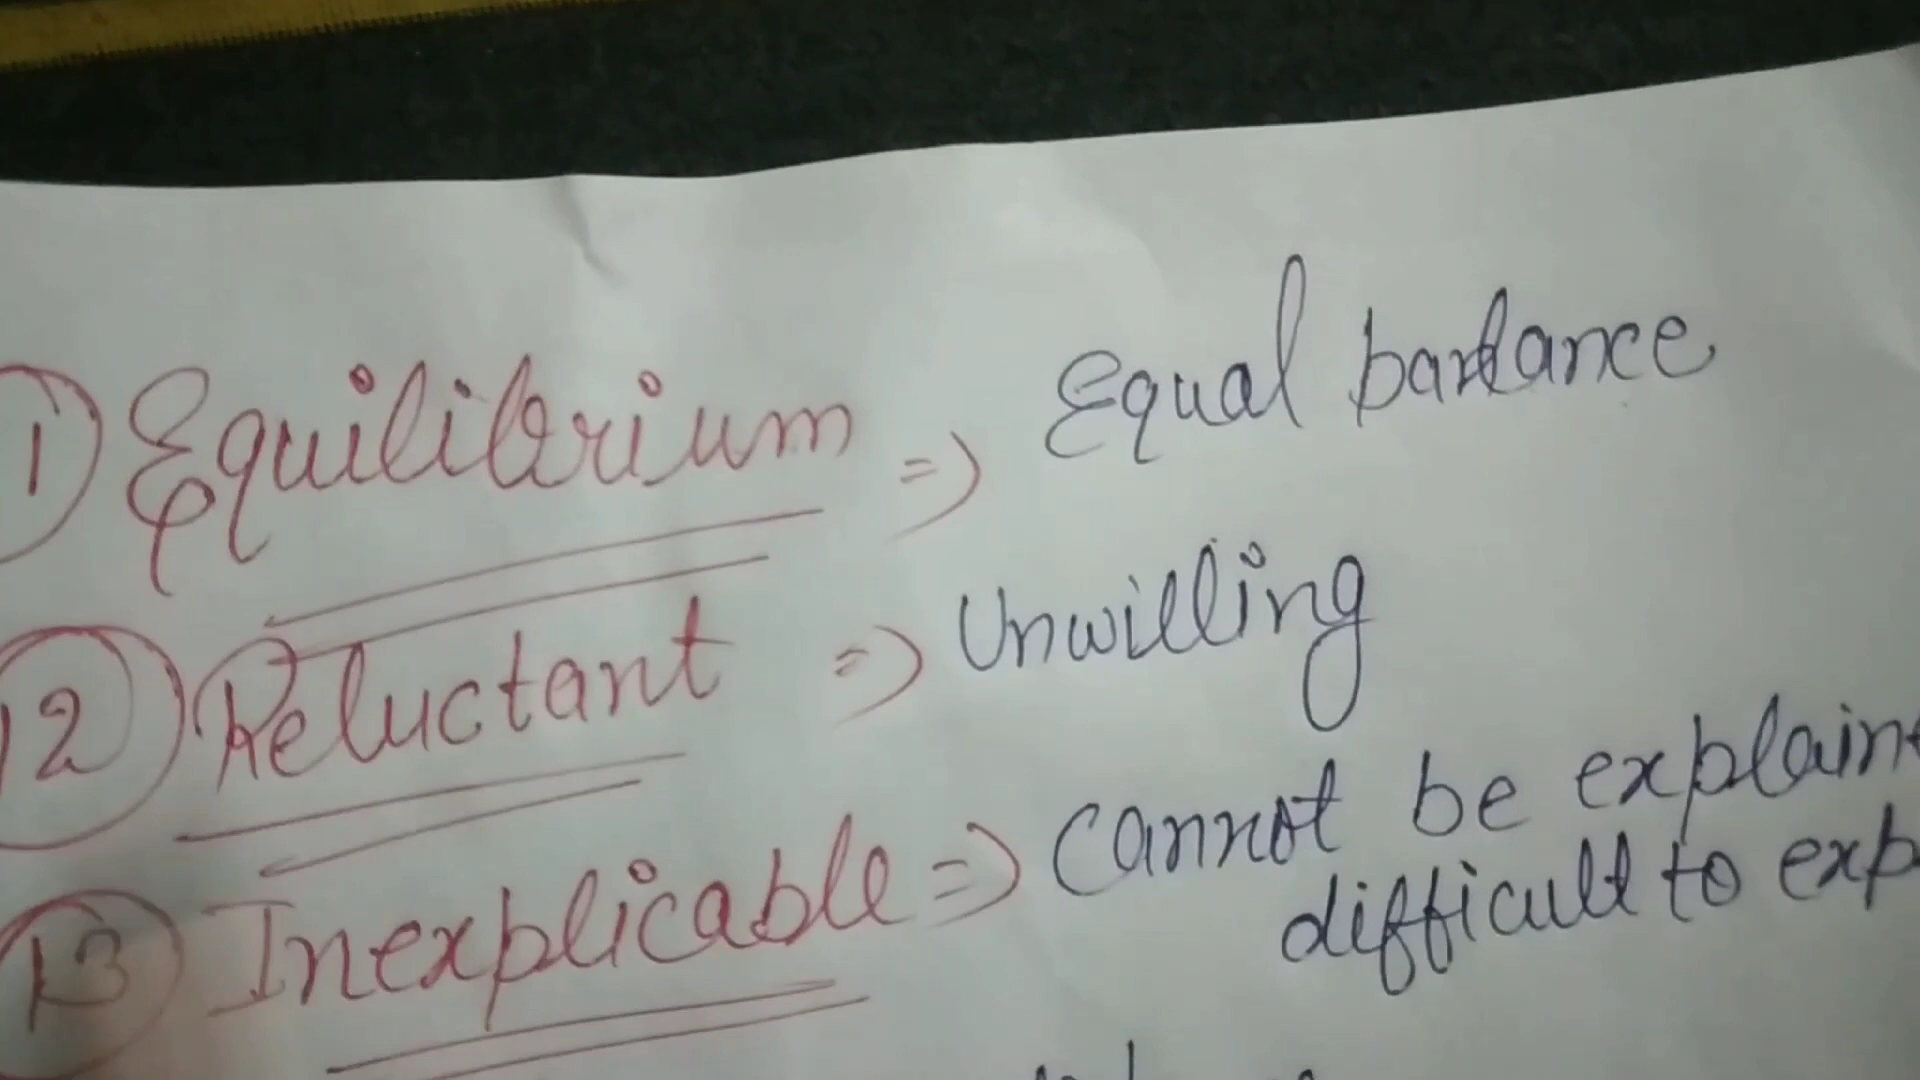 1 Equilibrium => Equal barlance
12 Reluctant => Unwilling
13 Inexplicable => Cannot be explain
difficult to exp